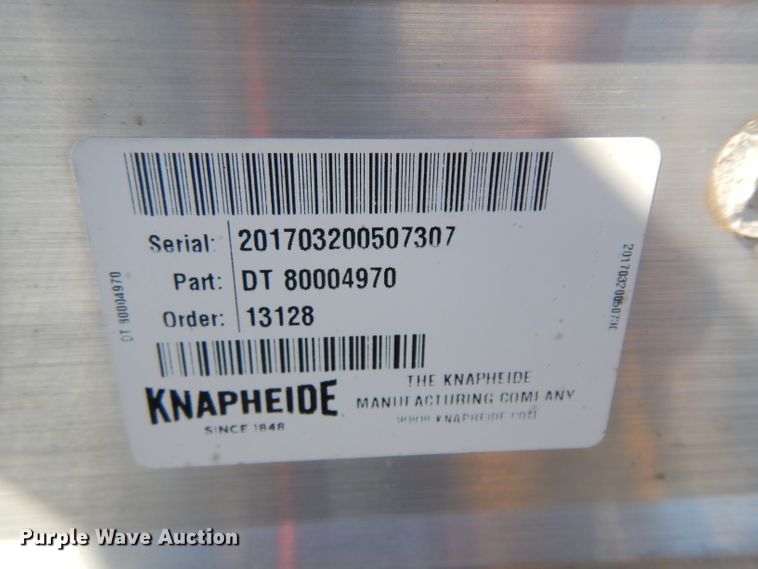 Serial: 201703200507307
Part: DT 80004970
Order: 13128
KNAPHEIDE
SINCE 1848
THE KNAPHEIDE
MANUFACTURING COMPANY
WWW.KNAPHEIDE.COM
DT 80004970
Purple Wave Auction